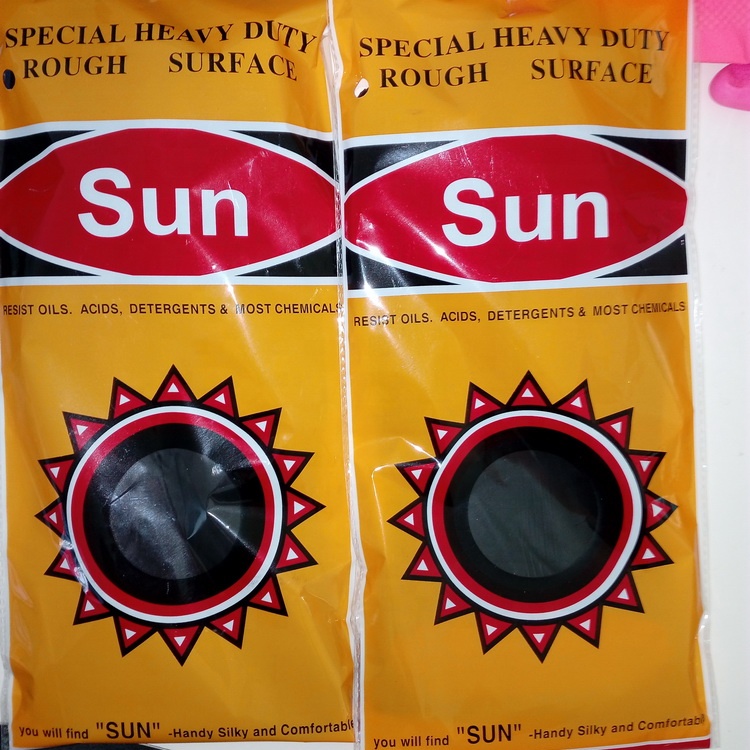 SPECIAL HEAVY DUTY
ROUGH SURFACE
Sun
RESIST OILS. ACIDS, DETERGENTS & MOST CHEMICALS
you will find "SUN" -Handy Silky and Comfortable
SPECIAL HEAVY DUTY
ROUGH SURFACE
Sun
RESIST OILS. ACIDS, DETERGENTS & MOST CHEMICALS
you will find "SUN" -Handy Silky and Comfortable